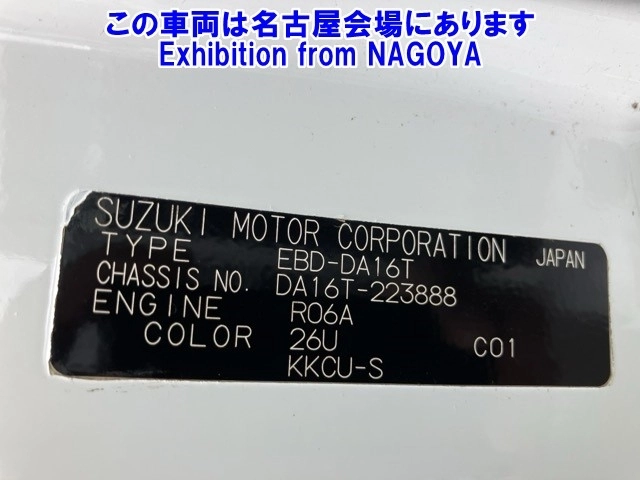 この車両は名古屋会場にあります
Exhibition from NAGOYA
SUZUKI MOTOR CORPORATION JAPAN
TYPE EBD-DA16T
CHASSIS NO. DA16T-223888
ENGINE R06A
COLOR 26U C01
KKCU-S